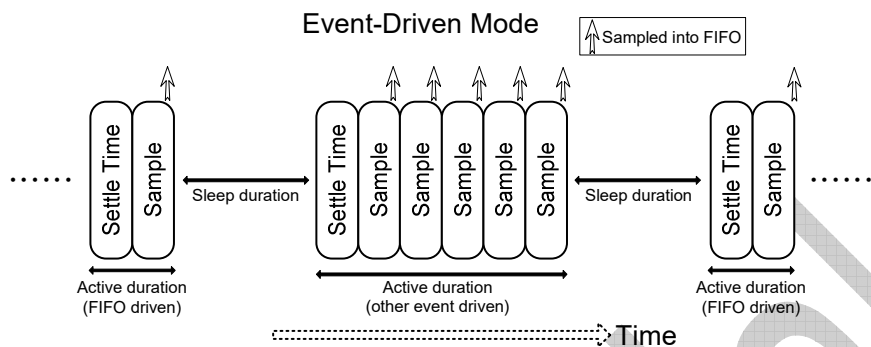 Event-Driven Mode
Sampled into FIFO
Settle Time
Sample
Sleep duration
Settle Time
Sample
Sample
Sample
Sample
Sample
Sleep duration
Settle Time
Sample
Active duration
(FIFO driven)
Active duration
(other event driven)
Active duration
(FIFO driven)
Time